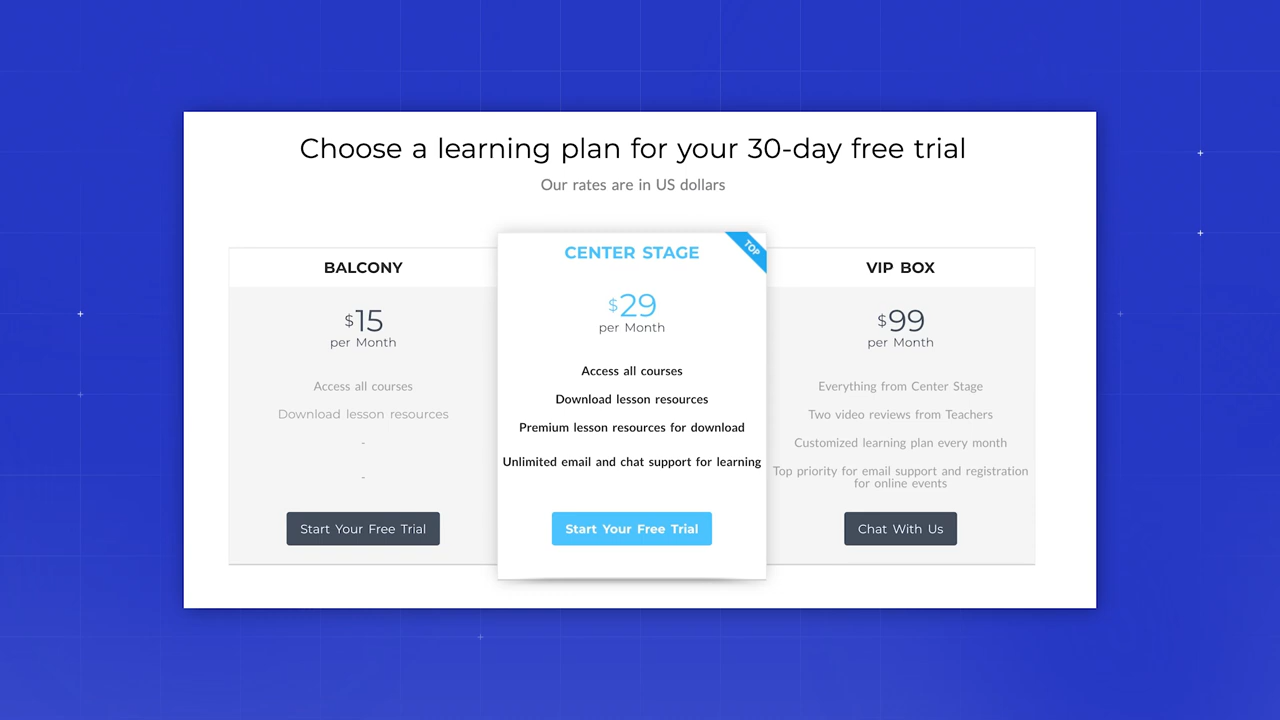 Choose a learning plan for your 30-day free trial
Our rates are in US dollars
BALCONY
$15
per Month
Access all courses
Download lesson resources
-
-
Start Your Free Trial
CENTER STAGE
TOP
$29
per Month
Access all courses
Download lesson resources
Premium lesson resources for download
Unlimited email and chat support for learning
Start Your Free Trial
VIP BOX
$99
per Month
Everything from Center Stage
Two video reviews from Teachers
Customized learning plan every month
Top priority for email support and registration
for online events
Chat With Us